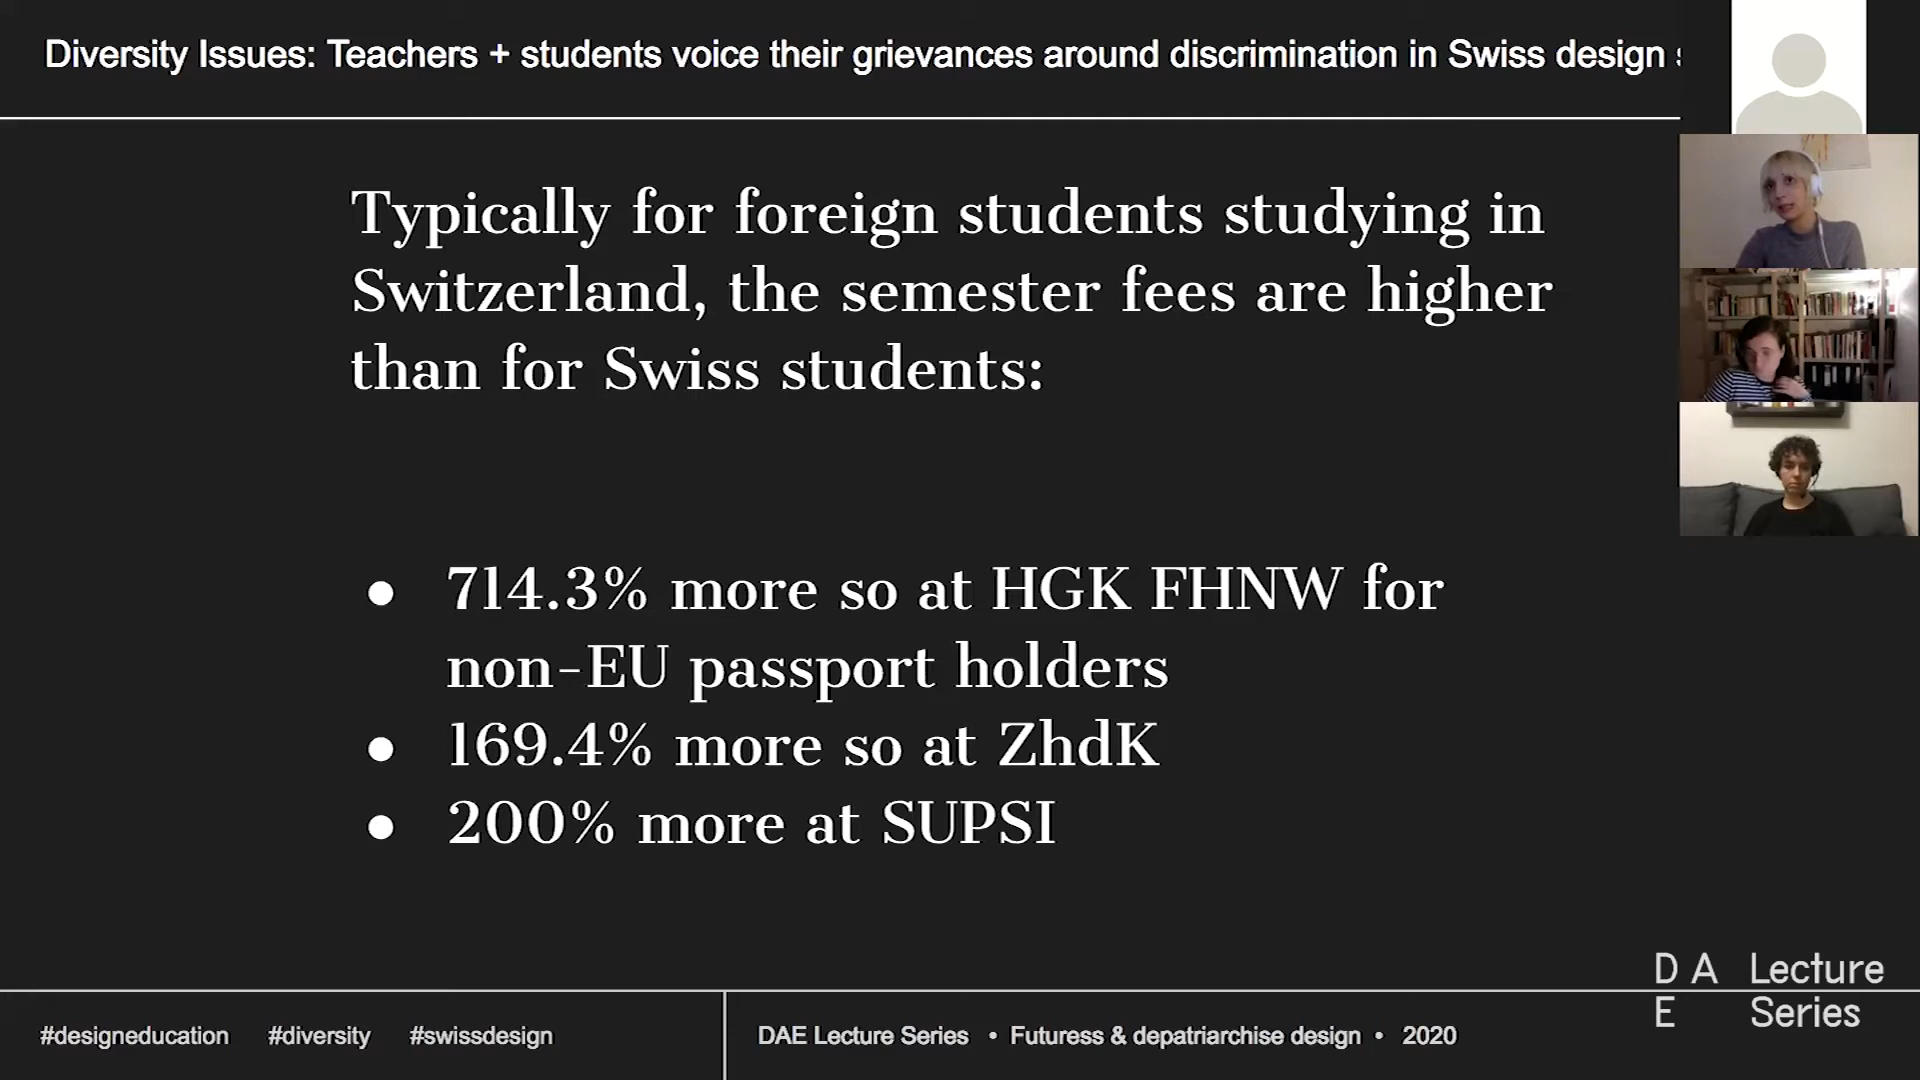 Diversity Issues: Teachers + students voice their grievances around discrimination in Swiss design
Typically for foreign students studying in
Switzerland, the semester fees are higher
than for Swiss students:
● 714.3% more so at HGK FHNW for
non-EU passport holders
● 169.4% more so at ZhdK
● 200% more at SUPSI
D A Lecture
E Series
#designeducation #diversity #swissdesign
DAE Lecture Series • Futuress & depatriarchise design • 2020